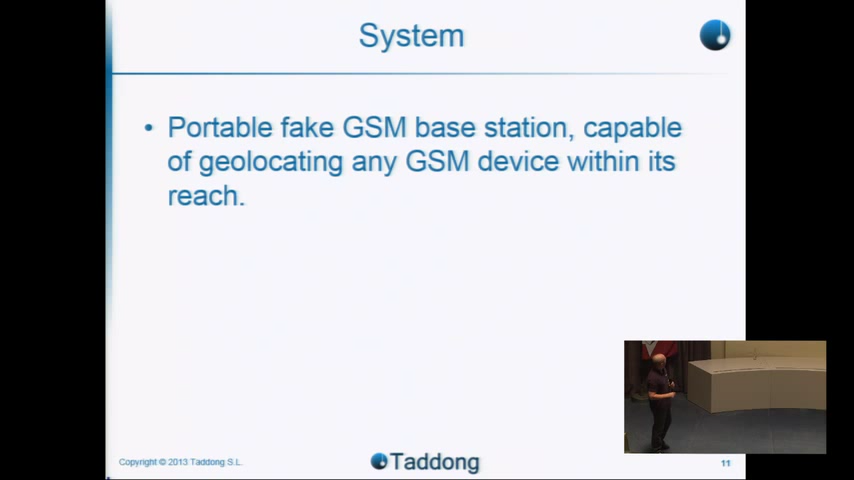 System
• Portable fake GSM base station, capable
of geolocating any GSM device within its
reach.
Copyright © 2013 Taddong S.L.
Taddong
11